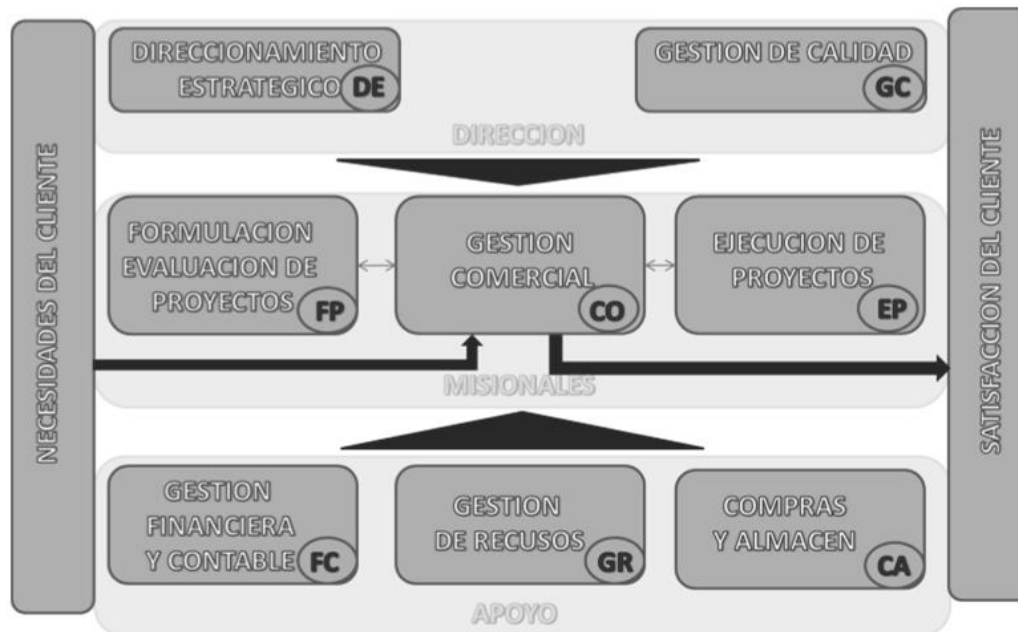 NECESIDADES DEL CLIENTE
DIRECCIONAMIENTO
ESTRATEGICO
DE
GESTION DE CALIDAD
GC
DIRECCION
FORMULACION
EVALUACION DE
PROYECTOS
FP
GESTION
COMERCIAL
CO
EJECUCION DE
PROYECTOS
EP
MISIONALES
GESTION
FINANCIERA
Y CONTABLE
FC
GESTION
DE RECUSOS
GR
COMPRAS
Y ALMACEN
CA
APOYO
SATISFACCION DEL CLIENTE